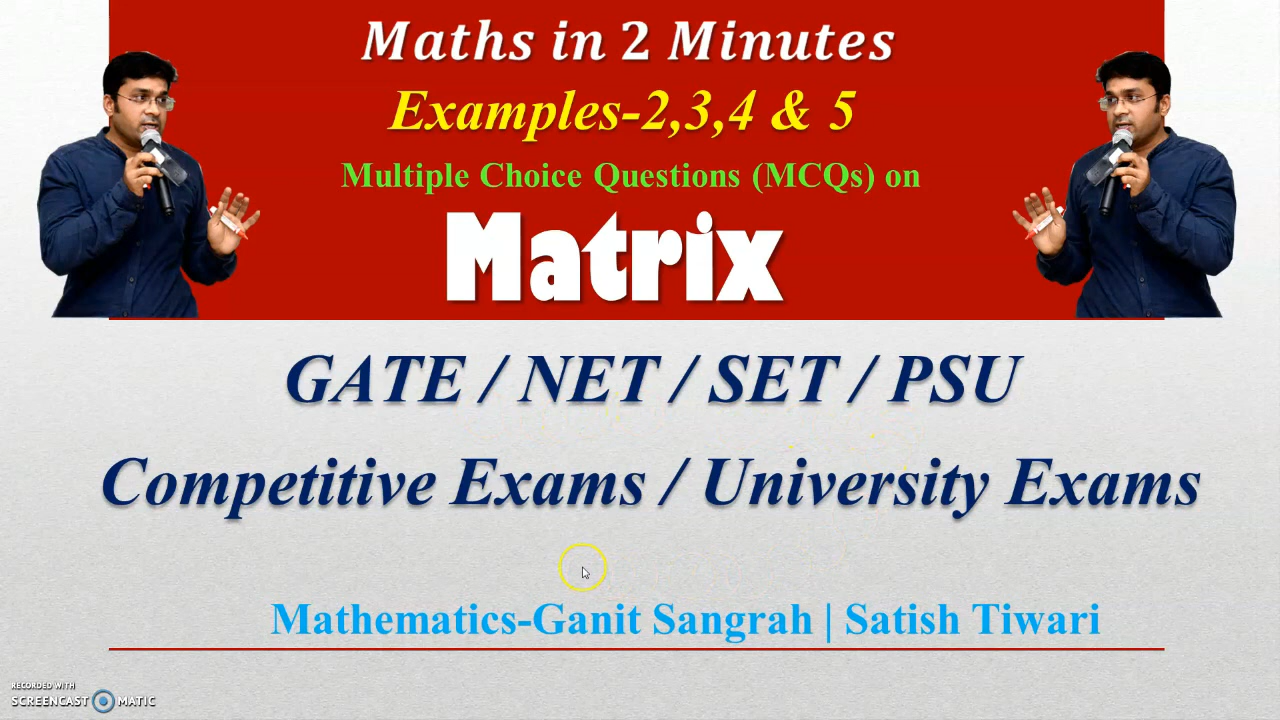 Maths in 2 Minutes
Examples-2,3,4 & 5
Multiple Choice Questions (MCQs) on
Matrix
GATE / NET / SET / PSU
Competitive Exams / University Exams
Mathematics-Ganit Sangrah | Satish Tiwari
RECORDED WITH
SCREENCAST MATIC